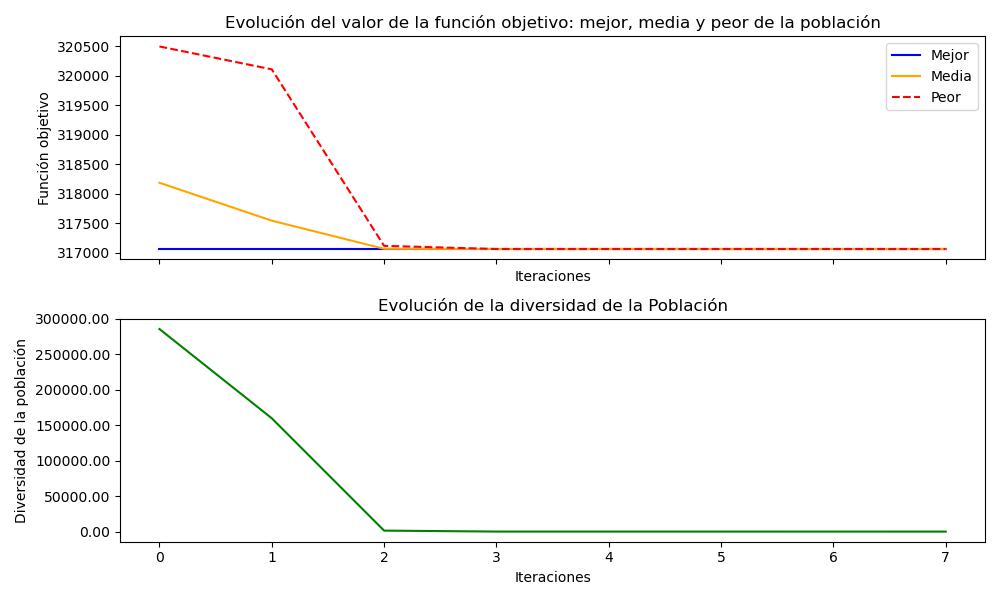 Evolución del valor de la función objetivo: mejor, media y peor de la población
Función objetivo
320500
320000
319500
319000
318500
318000
317500
317000
Mejor
Media
Peor
Iteraciones
Evolución de la diversidad de la Población
Diversidad de la población
300000.00
250000.00
200000.00
150000.00
100000.00
50000.00
0.00
0 1 2 3 4 5 6 7
Iteraciones